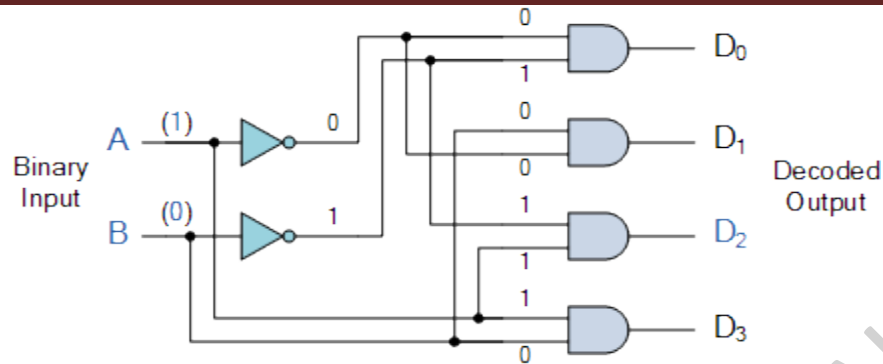 0
D0
1
A (1) 0
0
D1
0
Binary
Input
Decoded
Output
B (0) 1
1
D2
1
1
D3
0